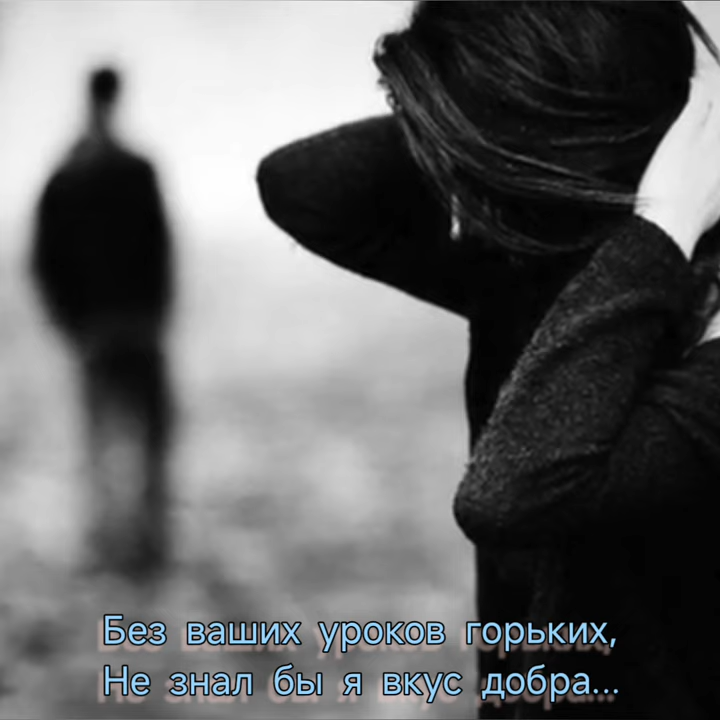 Без ваших уроков горьких,
Не знал бы я вкус добра...